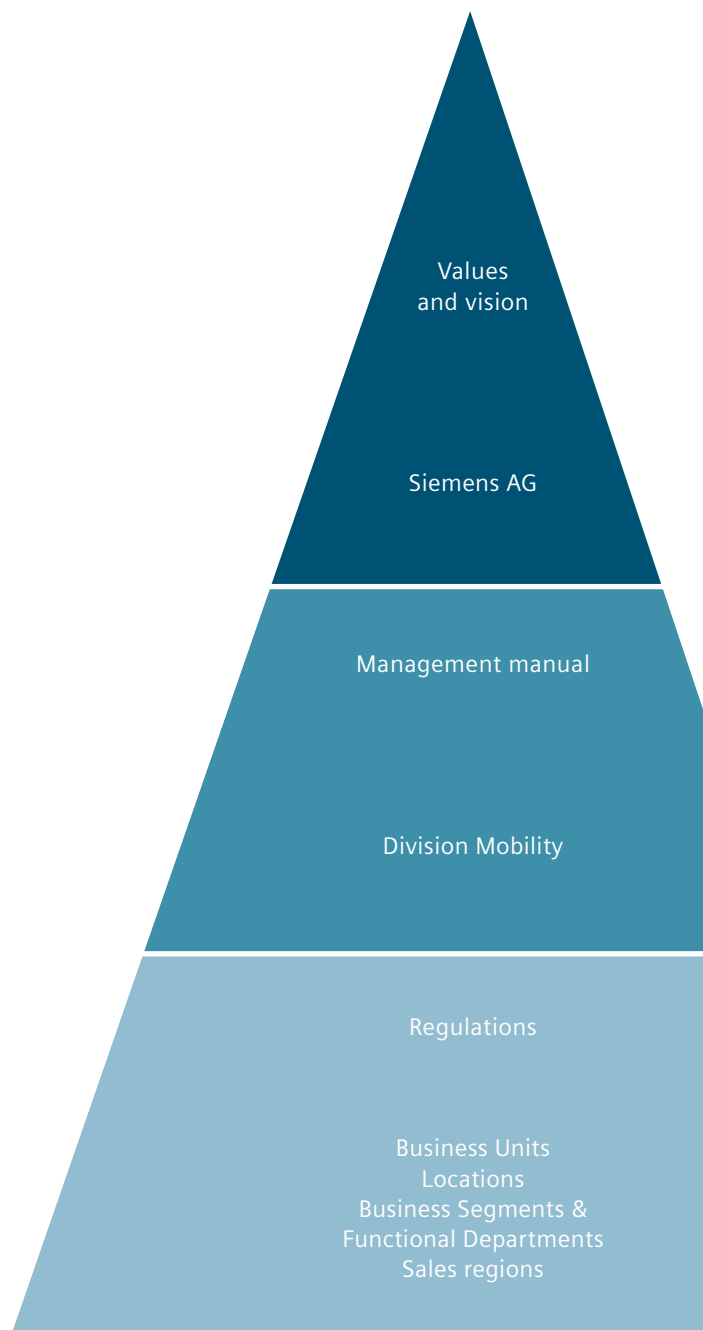 Values
and vision
Siemens AG
Management manual
Division Mobility
Regulations
Business Units
Locations
Business Segments &
Functional Departments
Sales regions